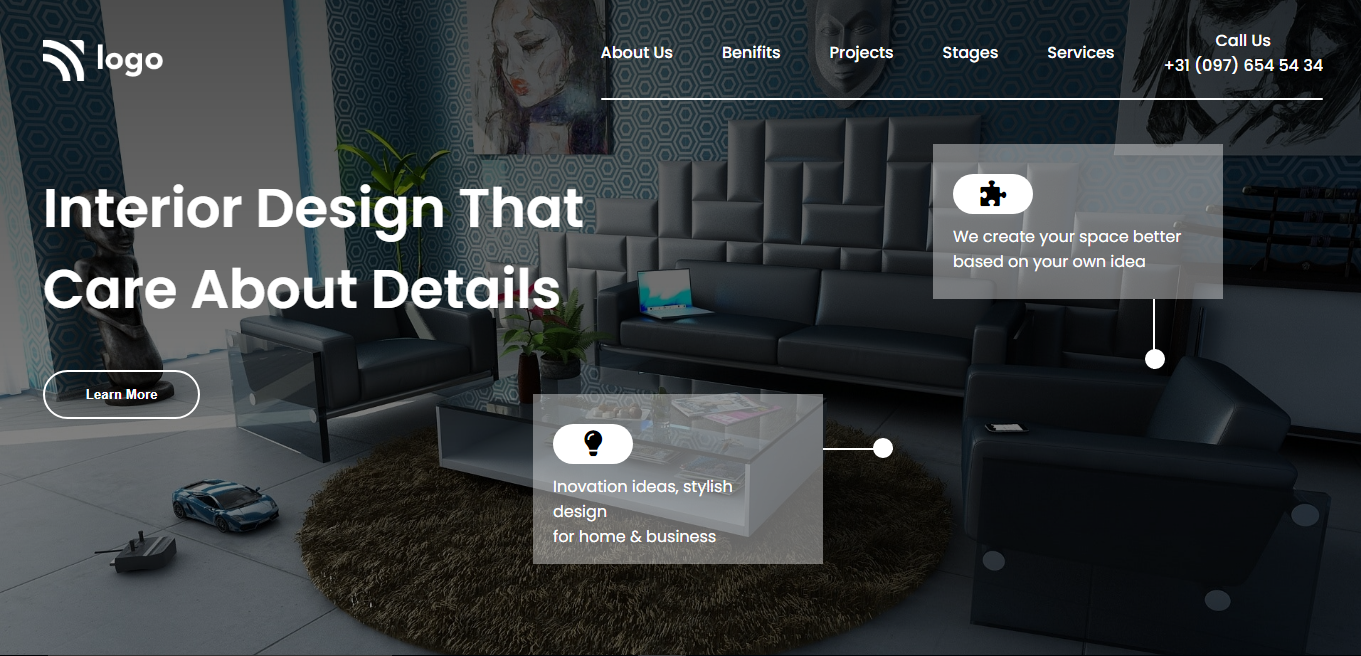 logo
About Us
Benifits
Projects
Stages
Services
Call Us
+31 (097) 654 54 34
Interior Design That
Care About Details
Learn More
We create your space better
based on your own idea
Inovation ideas, stylish
design
for home & business